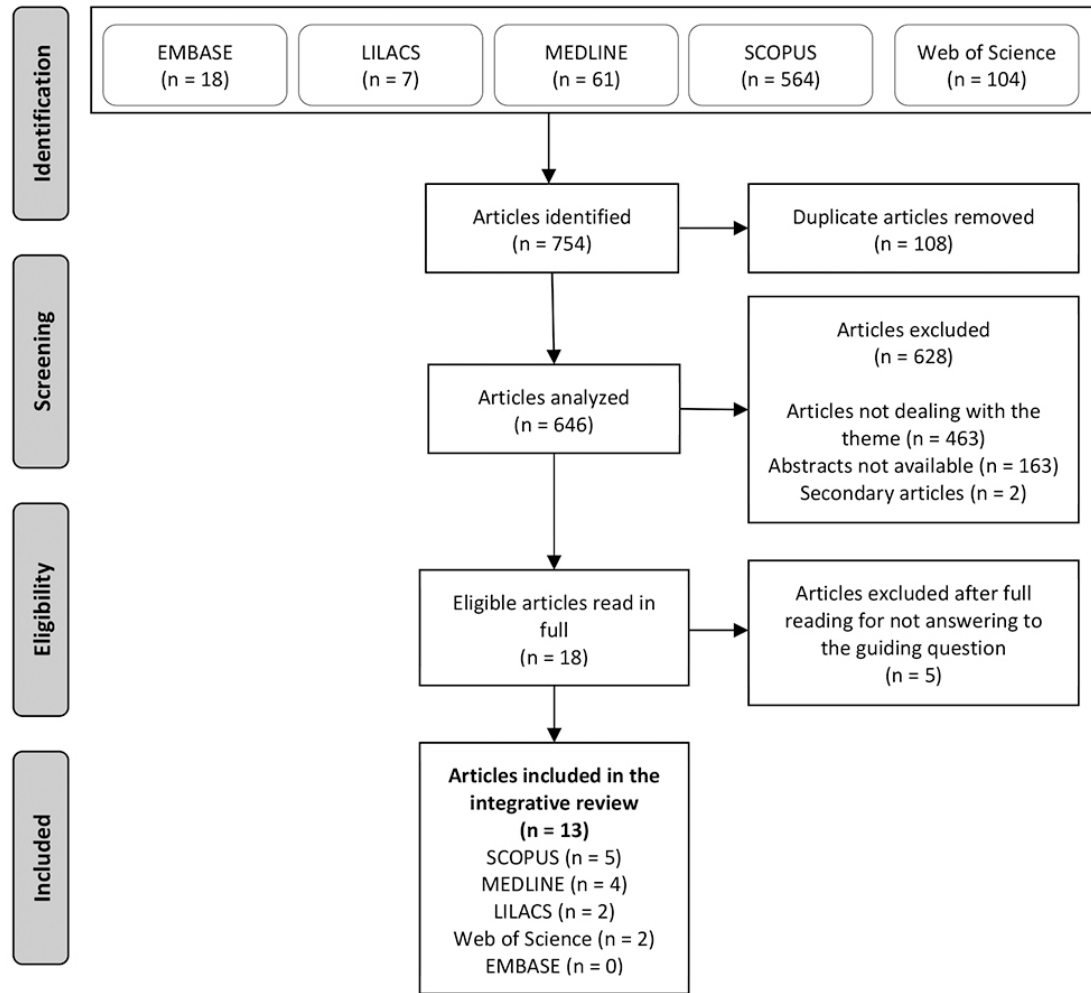 Identification
EMBASE
(n = 18)
LILACS
(n = 7)
MEDLINE
(n = 61)
SCOPUS
(n = 564)
Web of Science
(n = 104)
Articles identified
(n = 754)
Duplicate articles removed
(n = 108)
Screening
Articles analyzed
(n = 646)
Articles excluded
(n = 628)
Articles not dealing with the
theme (n = 463)
Abstracts not available (n = 163)
Secondary articles (n = 2)
Eligibility
Eligible articles read in
full
(n = 18)
Articles excluded after full
reading for not answering to
the guiding question
(n = 5)
Included
Articles included in the
integrative review
(n = 13)
SCOPUS (n = 5)
MEDLINE (n = 4)
LILACS (n = 2)
Web of Science (n = 2)
EMBASE (n = 0)